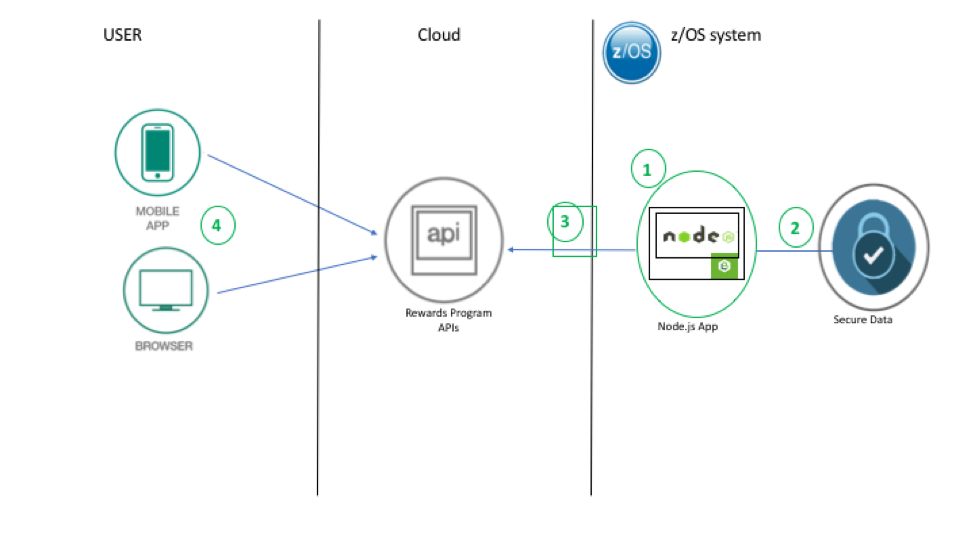 USER
Cloud
z/OS
z/OS system
MOBILE
APP
4
BROWSER
api
Rewards Program
APIs
3
1
node
JS
Node.js App
2
Secure Data